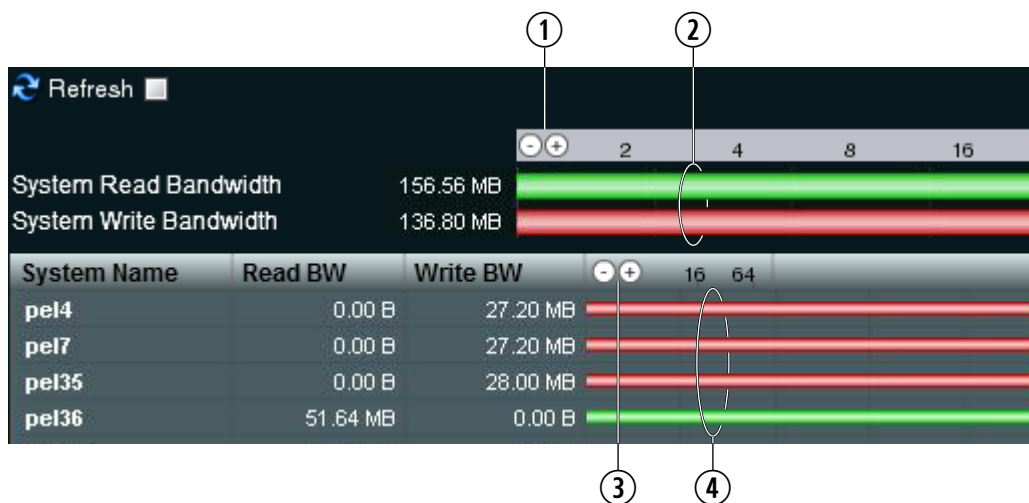 ① ②
Refresh
- + 2 4 8 16
System Read Bandwidth 156.56 MB
System Write Bandwidth 136.80 MB
System Name Read BW Write BW - + 16 64
pel4 0.00 B 27.20 MB
pel7 0.00 B 27.20 MB
pel35 0.00 B 28.00 MB
pel36 51.64 MB 0.00 B
③ ④